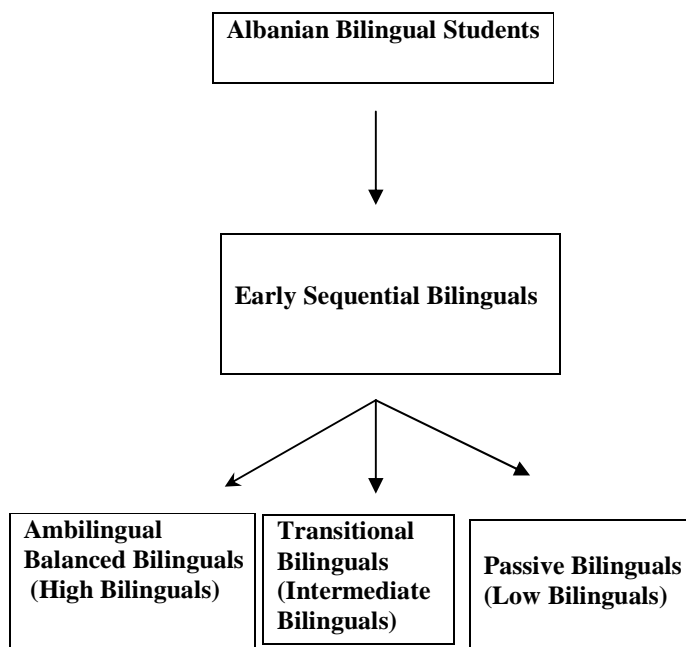 Albanian Bilingual Students
Early Sequential Bilinguals
Ambilingual
Balanced Bilinguals
(High Bilinguals)
Transitional
Bilinguals
(Intermediate
Bilinguals)
Passive Bilinguals
(Low Bilinguals)